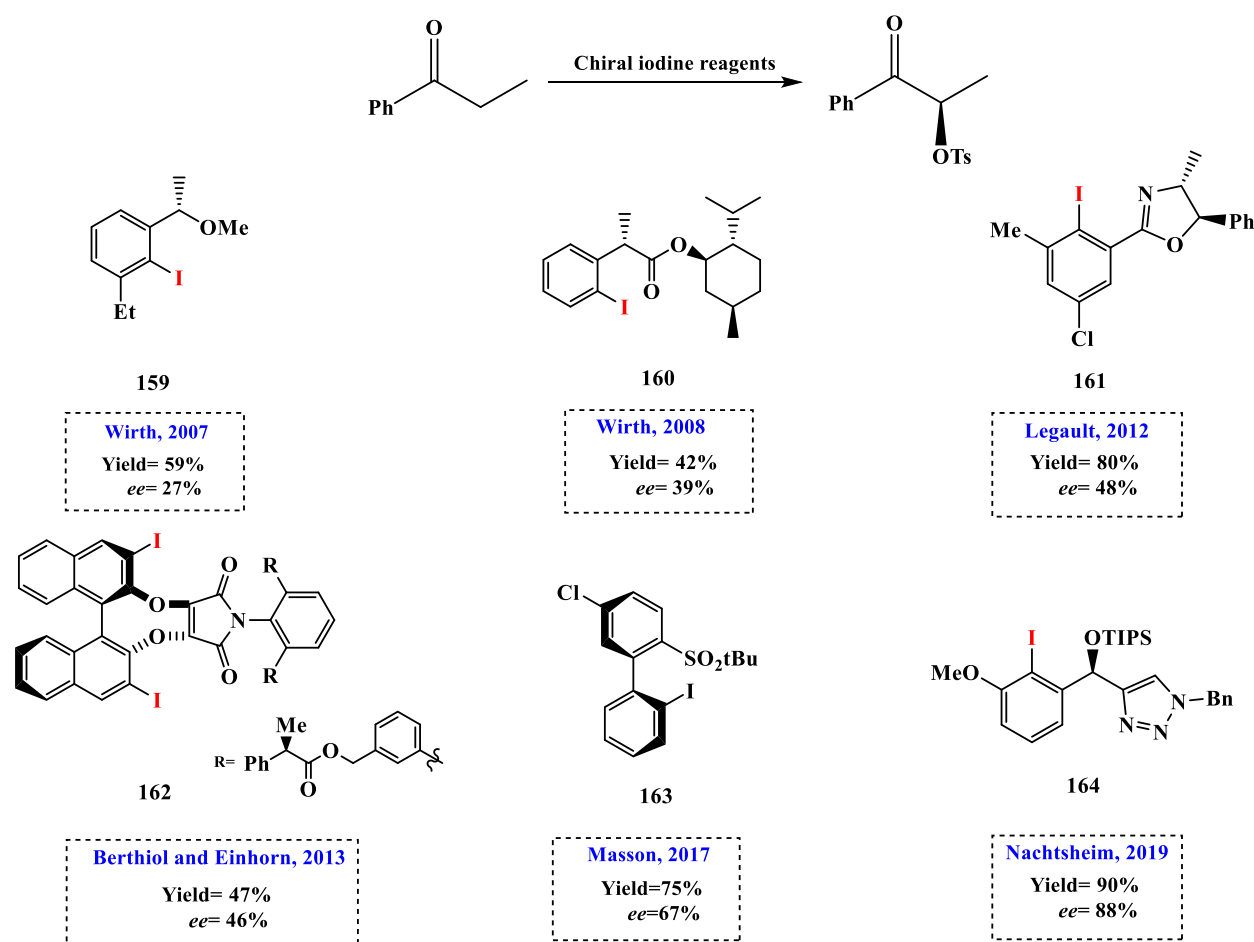 O
Ph
Chiral iodine reagents
O
Ph
OTs
OMe
I
Et
159
Wirth, 2007
Yield= 59%
ee= 27%
O
O
I
160
Wirth, 2008
Yield= 42%
ee= 39%
I
N
Me
O
Ph
Cl
161
Legault, 2012
Yield= 80%
ee= 48%
I
O
R
O
N
O
O
R
I
Me
R= Ph
O
O
162
Berthiol and Einhorn, 2013
Yield= 47%
ee= 46%
Cl
SO2tBu
I
163
Masson, 2017
Yield=75%
ee=67%
I
OTIPS
MeO
N
Bn
N
N
164
Nachtsheim, 2019
Yield= 90%
ee= 88%